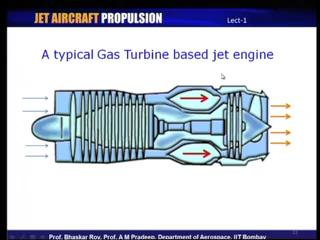 JET AIRCRAFT PROPULSION
Lect-1
A typical Gas Turbine based jet engine
Prof. Bhaskar Roy, Prof. A M Pradeep, Department of Aerospace, IIT Bombay